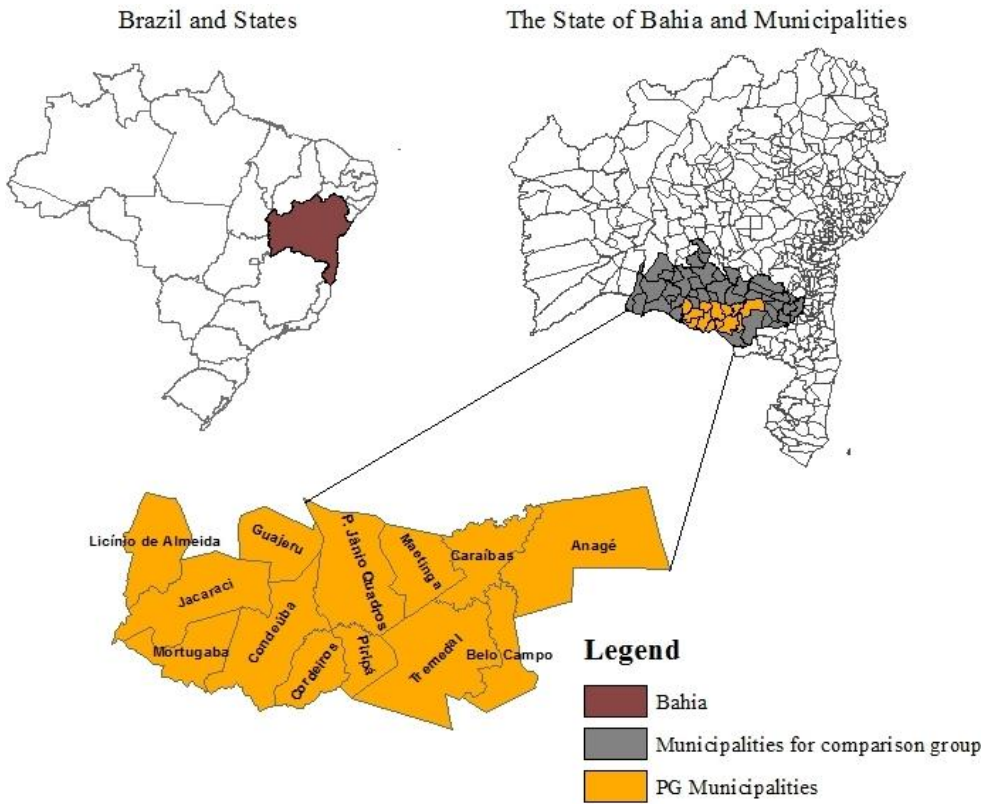 Brazil and States
The State of Bahia and Municipalities
Licínio de Almeida
Guajeru
P. Jânio Quadros
Maetinga
Caraíbas
Anagé
Jacaraci
Condeúba
Mortugaba
Cordeiros
Piripá
Tremedal
Belo Campo
Legend
Bahia
Municipalities for comparison group
PG Municipalities